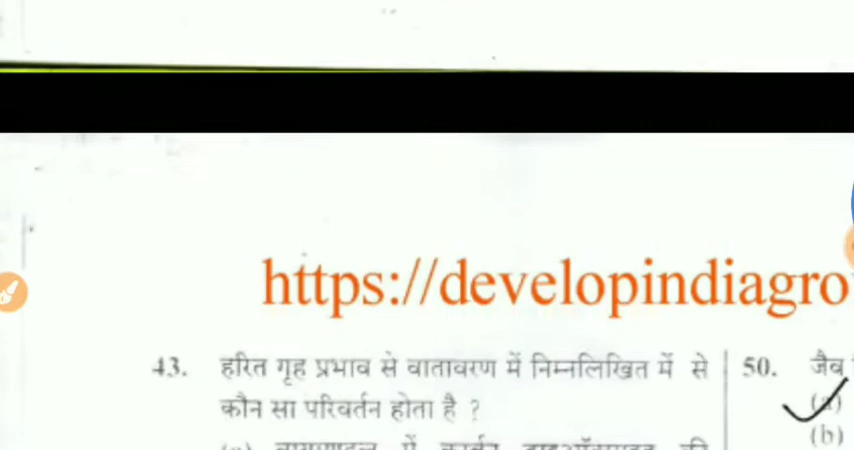 https://developindiagro
43. हरित गृह प्रभाव से वातावरण में निम्नलिखित में से
कौन सा परिवर्तन होता है ?
50. जैव
(a)
(b)